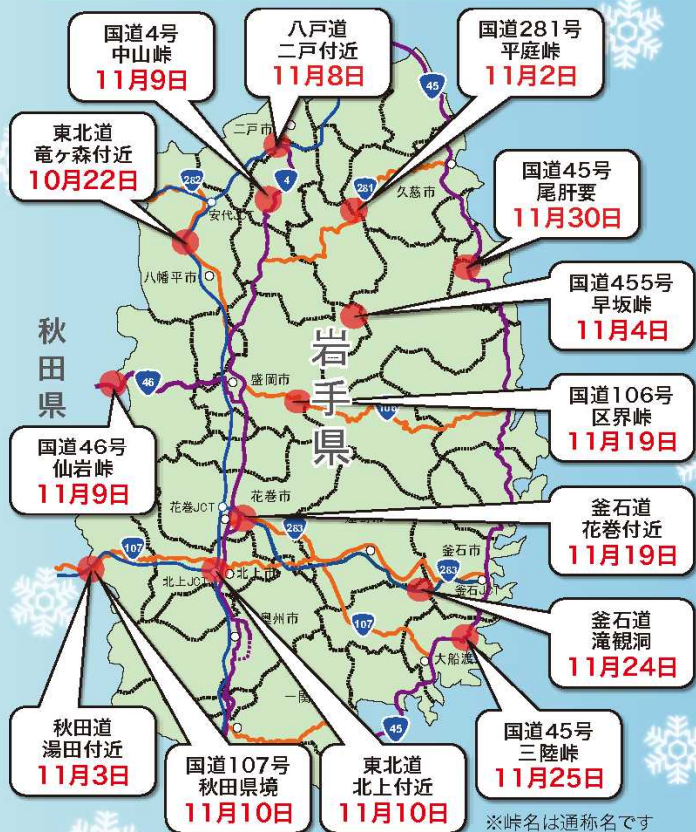 国道4号
中山峠
11月9日
八戸道
二戸付近
11月8日
国道281号
平庭峠
11月2日
45
東北道
竜ヶ森付近
10月22日
二戸市
282
4
281
久慈市
安代JCT
国道45号
尾肝要
11月30日
八幡平市
国道455号
早坂峠
11月4日
秋田県
岩手県
46
盛岡市
106
国道106号
区界峠
11月19日
国道46号
仙岩峠
11月9日
花巻JCT
花巻市
283
釜石道
花巻付近
11月19日
107
北上JCT
北上市
釜石市
283
釜石JCT
奥州市
107
釜石道
滝観洞
11月24日
大船渡
一関
45
秋田道
湯田付近
11月3日
国道107号
秋田県境
11月10日
東北道
北上付近
11月10日
国道45号
三陸峠
11月25日
※峠名は通称名です